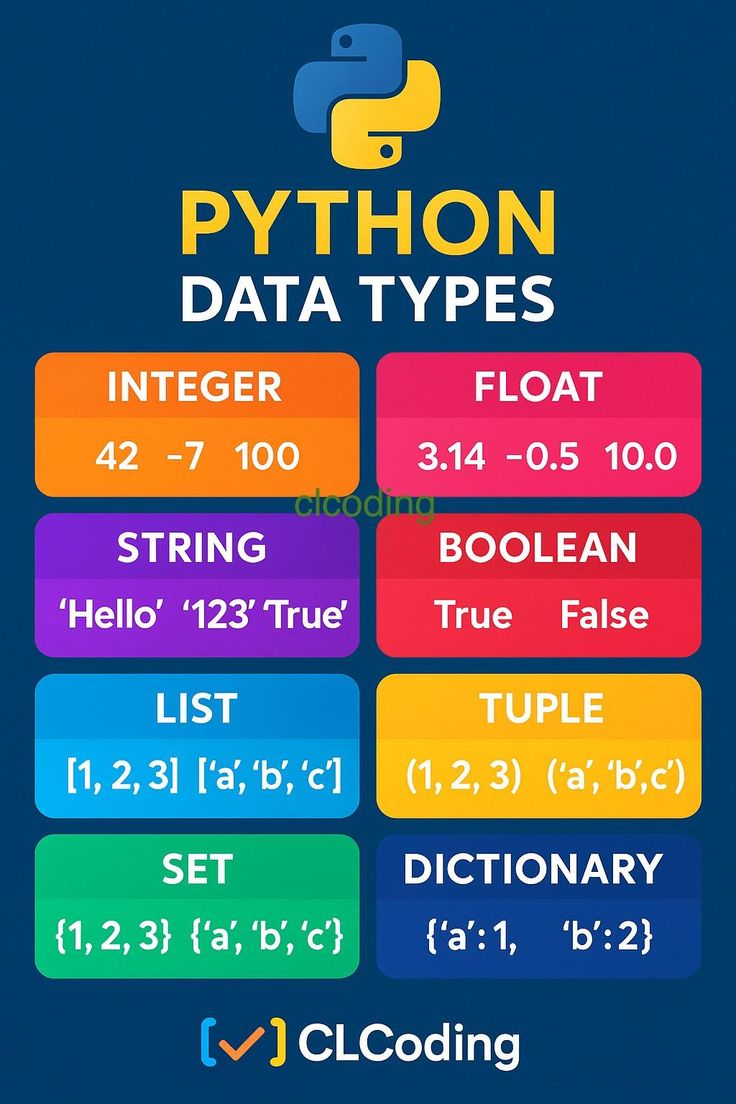 PYTHON
DATA TYPES
INTEGER
42 -7 100
FLOAT
3.14 -0.5 10.0
clcoding
STRING
‘Hello’ ‘123’ ‘True’
BOOLEAN
True False
LIST
[1, 2, 3] [‘a’, ‘b’, ‘c’]
TUPLE
(1, 2, 3) (‘a’, ‘b’,c’)
SET
{1, 2, 3} {‘a’, ‘b’, ‘c’}
DICTIONARY
{‘a’: 1, ‘b’: 2}
CLCoding